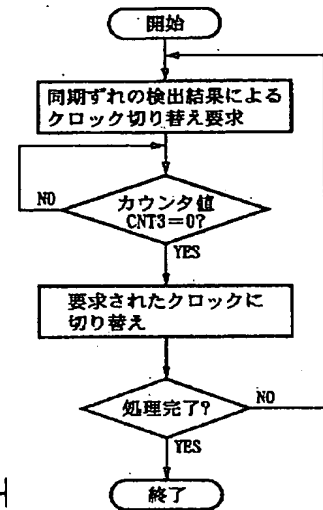 開始
同期ずれの検出結果による
クロック切り替え要求
NO
カウンタ値
CNT3=0?
YES
要求されたクロックに
切り替え
処理完了?
NO
YES
終了